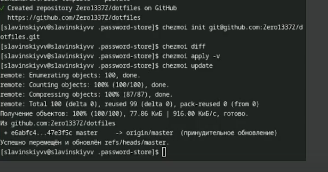 ✓ Created repository Zero13372/dotfiles on GitHub
https://github.com/Zero13372/dotfiles
[slavinskiyvv@slavinskiyvv .password-store]$ chezmoi init git@github.com:Zero13372/d
otfiles.git
[slavinskiyvv@slavinskiyvv .password-store]$ chezmoi diff
[slavinskiyvv@slavinskiyvv .password-store]$ chezmoi apply -v
[slavinskiyvv@slavinskiyvv .password-store]$ chezmoi update
remote: Enumerating objects: 100, done.
remote: Counting objects: 100% (100/100), done.
remote: Compressing objects: 100% (87/87), done.
remote: Total 100 (delta 0), reused 99 (delta 0), pack-reused 0 (from 0)
Получение объектов: 100% (100/100), 77.86 КиБ | 916.00 КиБ/с, готово.
Из github.com:Zero13372/dotfiles
+ e6abfc4...47e3f5c master -> origin/master (принудительное обновление)
Успешно перемещён и обновлён refs/heads/master.
[slavinskiyvv@slavinskiyvv .password-store]$